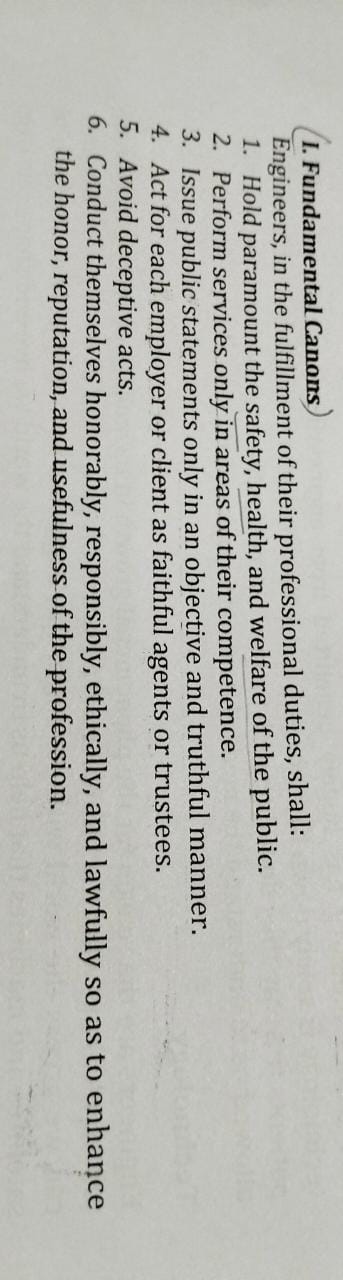 I. Fundamental Canons
Engineers, in the fulfillment of their professional duties, shall:
1. Hold paramount the safety, health, and welfare of the public.
2. Perform services only in areas of their competence.
3. Issue public statements only in an objective and truthful manner.
4. Act for each employer or client as faithful agents or trustees.
5. Avoid deceptive acts.
6. Conduct themselves honorably, responsibly, ethically, and lawfully so as to enhance
the honor, reputation, and usefulness of the profession.